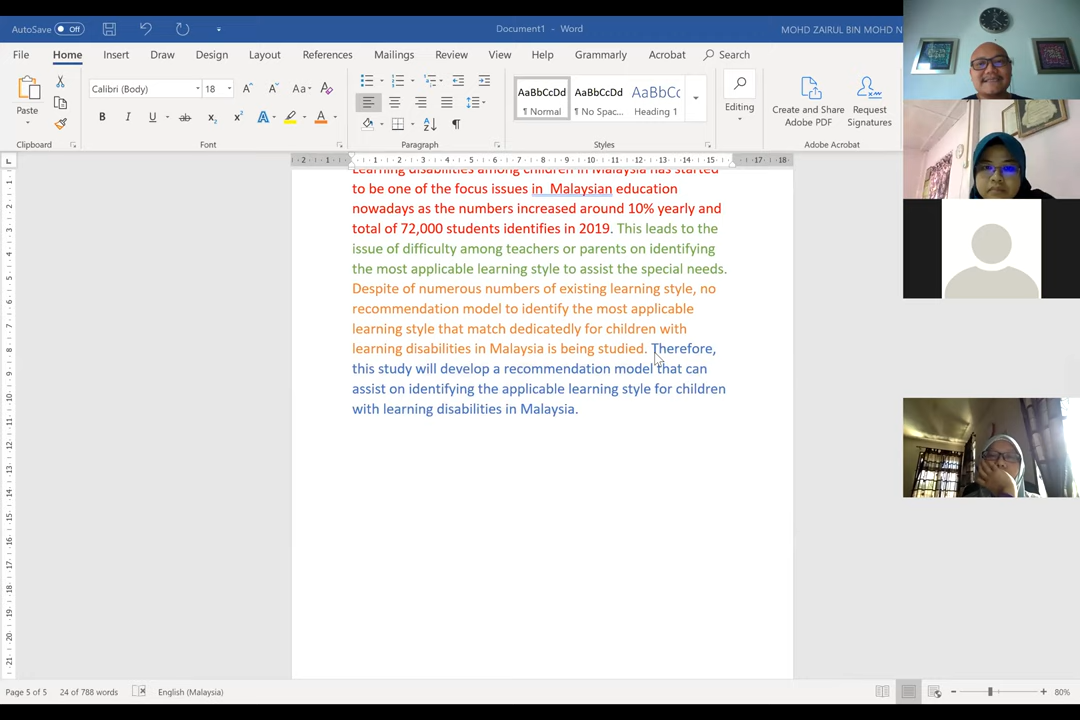 AutoSave Off Document1 - Word MOHD ZAIRUL BIN MOHD N
File Home Insert Draw Design Layout References Mailings Review View Help Grammarly Acrobat Search
Calibri (Body) 18
AaBbCcDd AaBbCcDd AaBbCc
Paste
¶ Normal ¶ No Spac... Heading 1
Editing
Create and Share Adobe PDF
Request Signatures
Clipboard Font Paragraph Styles Adobe Acrobat
Learning disabilities among children in Malaysia has started
to be one of the focus issues in Malaysian education
nowadays as the numbers increased around 10% yearly and
total of 72,000 students identifies in 2019. This leads to the
issue of difficulty among teachers or parents on identifying
the most applicable learning style to assist the special needs.
Despite of numerous numbers of existing learning style, no
recommendation model to identify the most applicable
learning style that match dedicatedly for children with
learning disabilities in Malaysia is being studied. Therefore,
this study will develop a recommendation model that can
assist on identifying the applicable learning style for children
with learning disabilities in Malaysia.
Page 5 of 5 24 of 788 words English (Malaysia) 80%